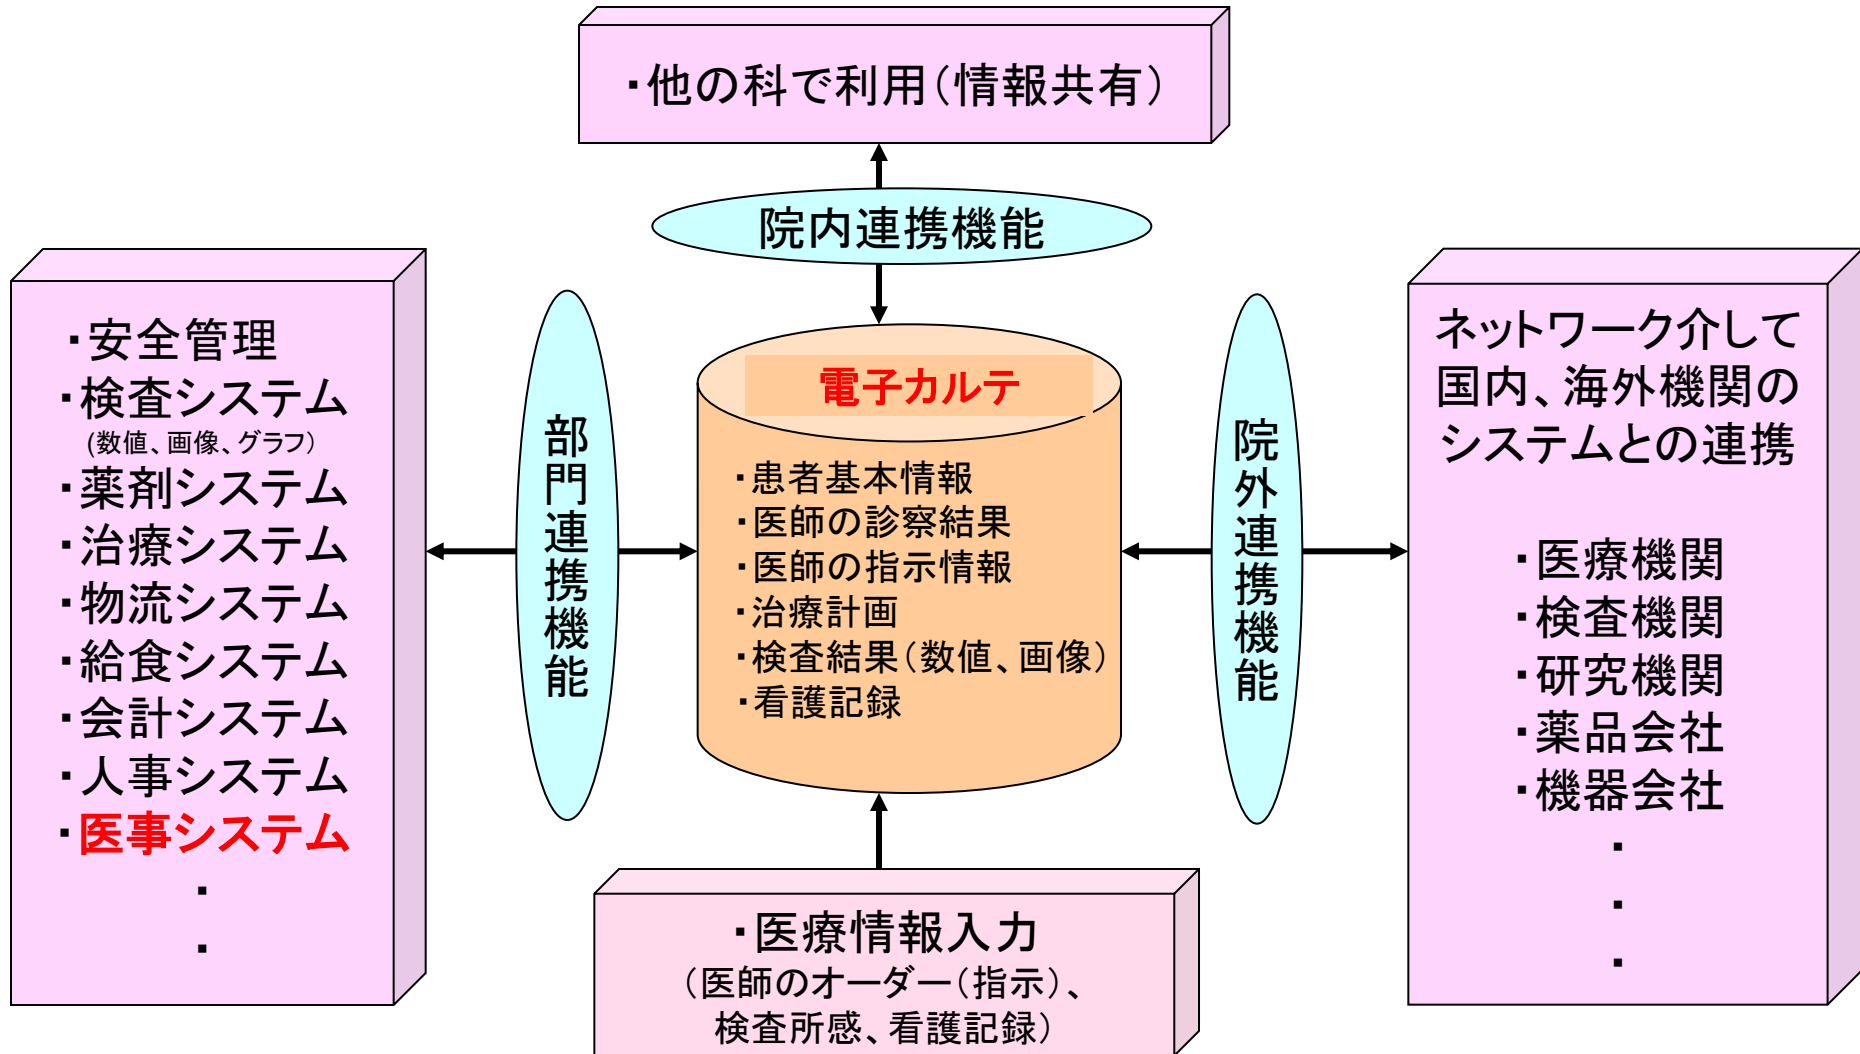 ・他の科で利用（情報共有）
院内連携機能
・安全管理
・検査システム
(数値、画像、グラフ）
・薬剤システム
・治療システム
・物流システム
・給食システム
・会計システム
・人事システム
・医事システム
・
・
部門連携機能
電子カルテ
・患者基本情報
・医師の診察結果
・医師の指示情報
・治療計画
・検査結果（数値、画像）
・看護記録
院外連携機能
ネットワーク介して
国内、海外機関の
システムとの連携
・医療機関
・検査機関
・研究機関
・薬品会社
・機器会社
・
・
・
・医療情報入力
（医師のオーダー（指示）、
検査所感、看護記録）